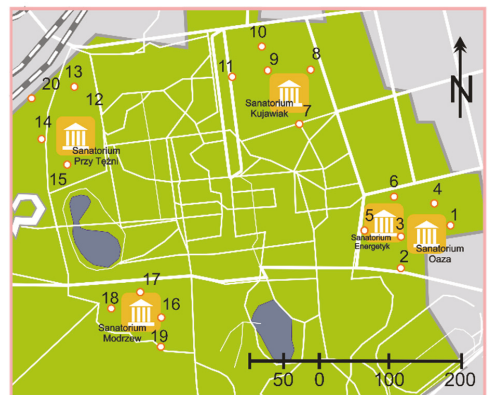 10
9
8
11
13
20
12
Sanatorium
Kujawiak
N
7
14
Sanatorium
Przy Tężni
15
6
4
5
3
1
Sanatorium
Energetyk
Sanatorium
Oaza
2
17
18
16
Sanatorium
Modrzew
19
50
0
100
200